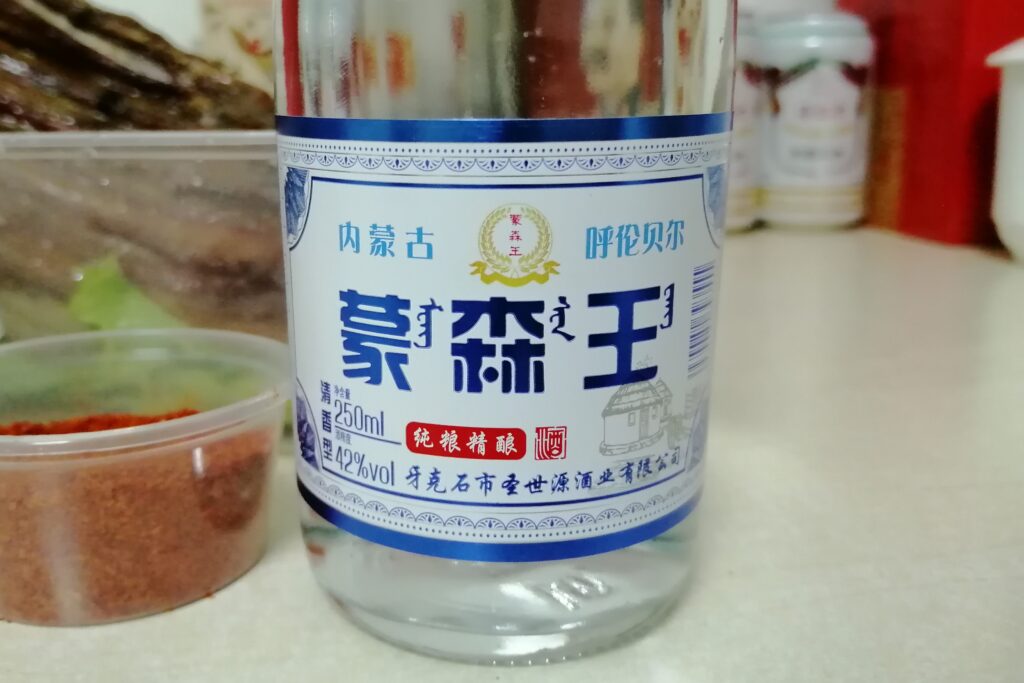 内蒙古
蒙森王
呼伦贝尔
蒙森王
清香型
净含量
250ml
酒精度
42%vol
纯粮精酿
酒
牙克石市圣世源酒业有限公司